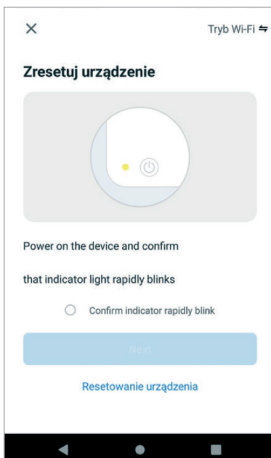 Tryb Wi-Fi
Zresetuj urządzenie
Power on the device and confirm
that indicator light rapidly blinks
Confirm indicator rapidly blink
Next
Resetowanie urządzenia